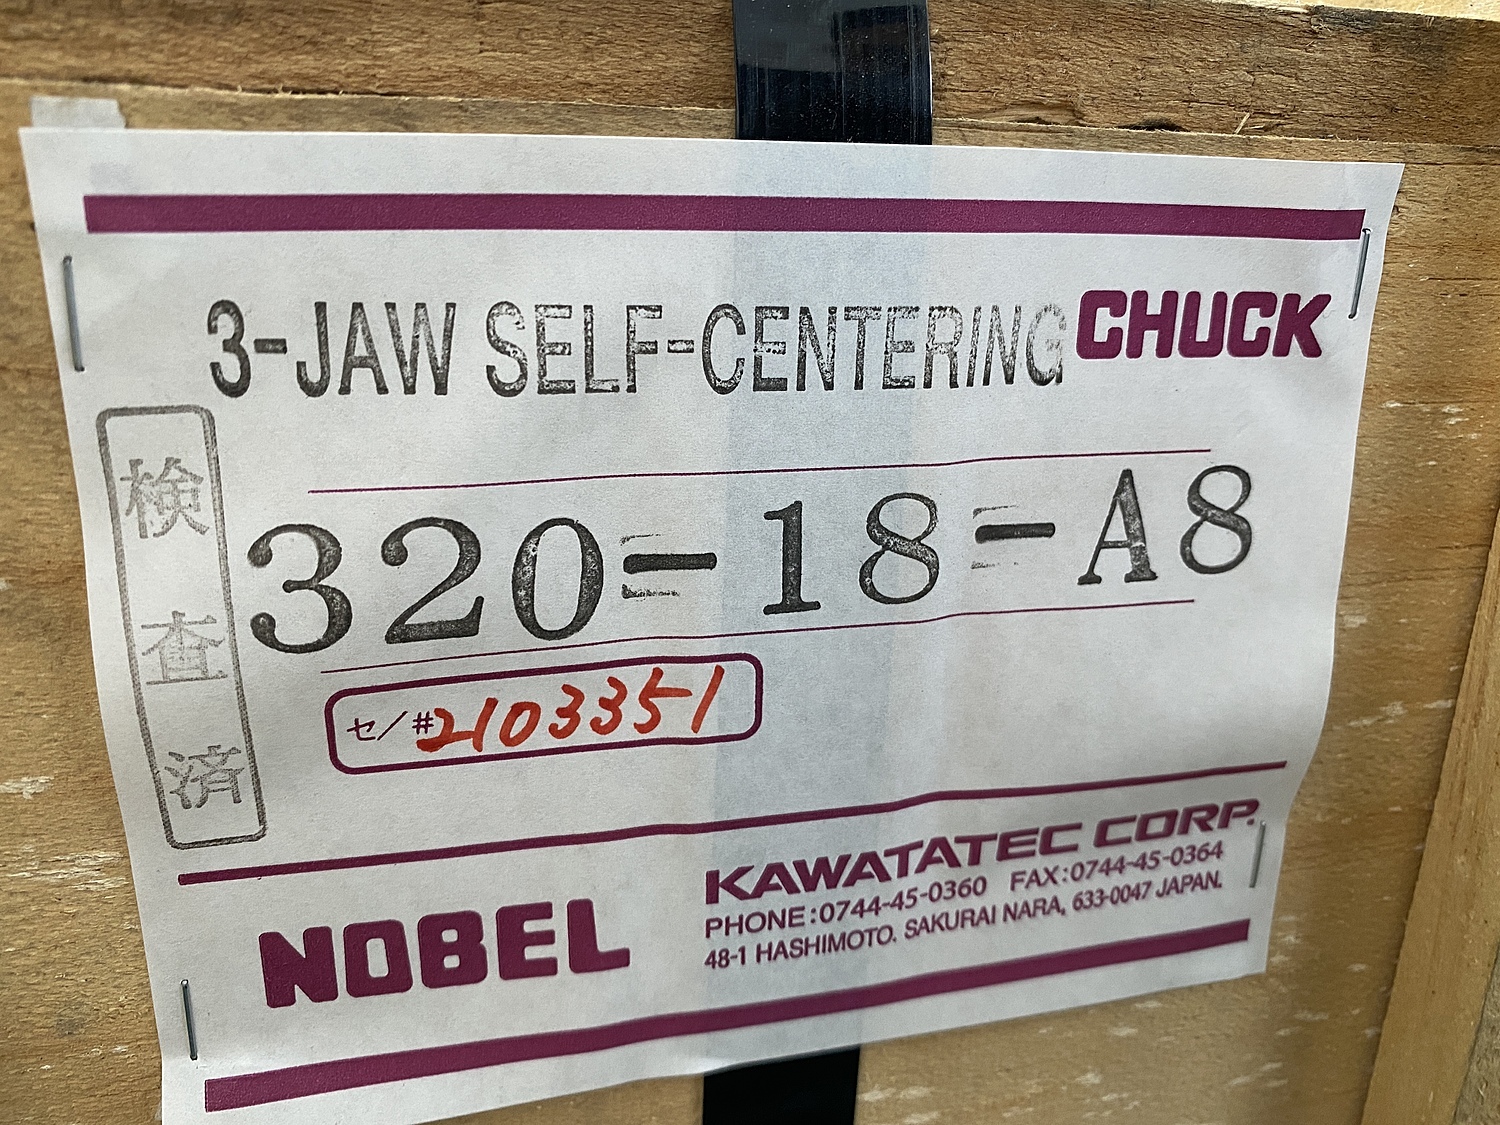 3-JAW SELF-CENTERING CHUCK
検査済
320-18-A8
セ/# 2103351
NOBEL
KAWATATEC CORP.
PHONE:0744-45-0360 FAX:0744-45-0364
48-1 HASHIMOTO. SAKURAI NARA, 633-0047 JAPAN.